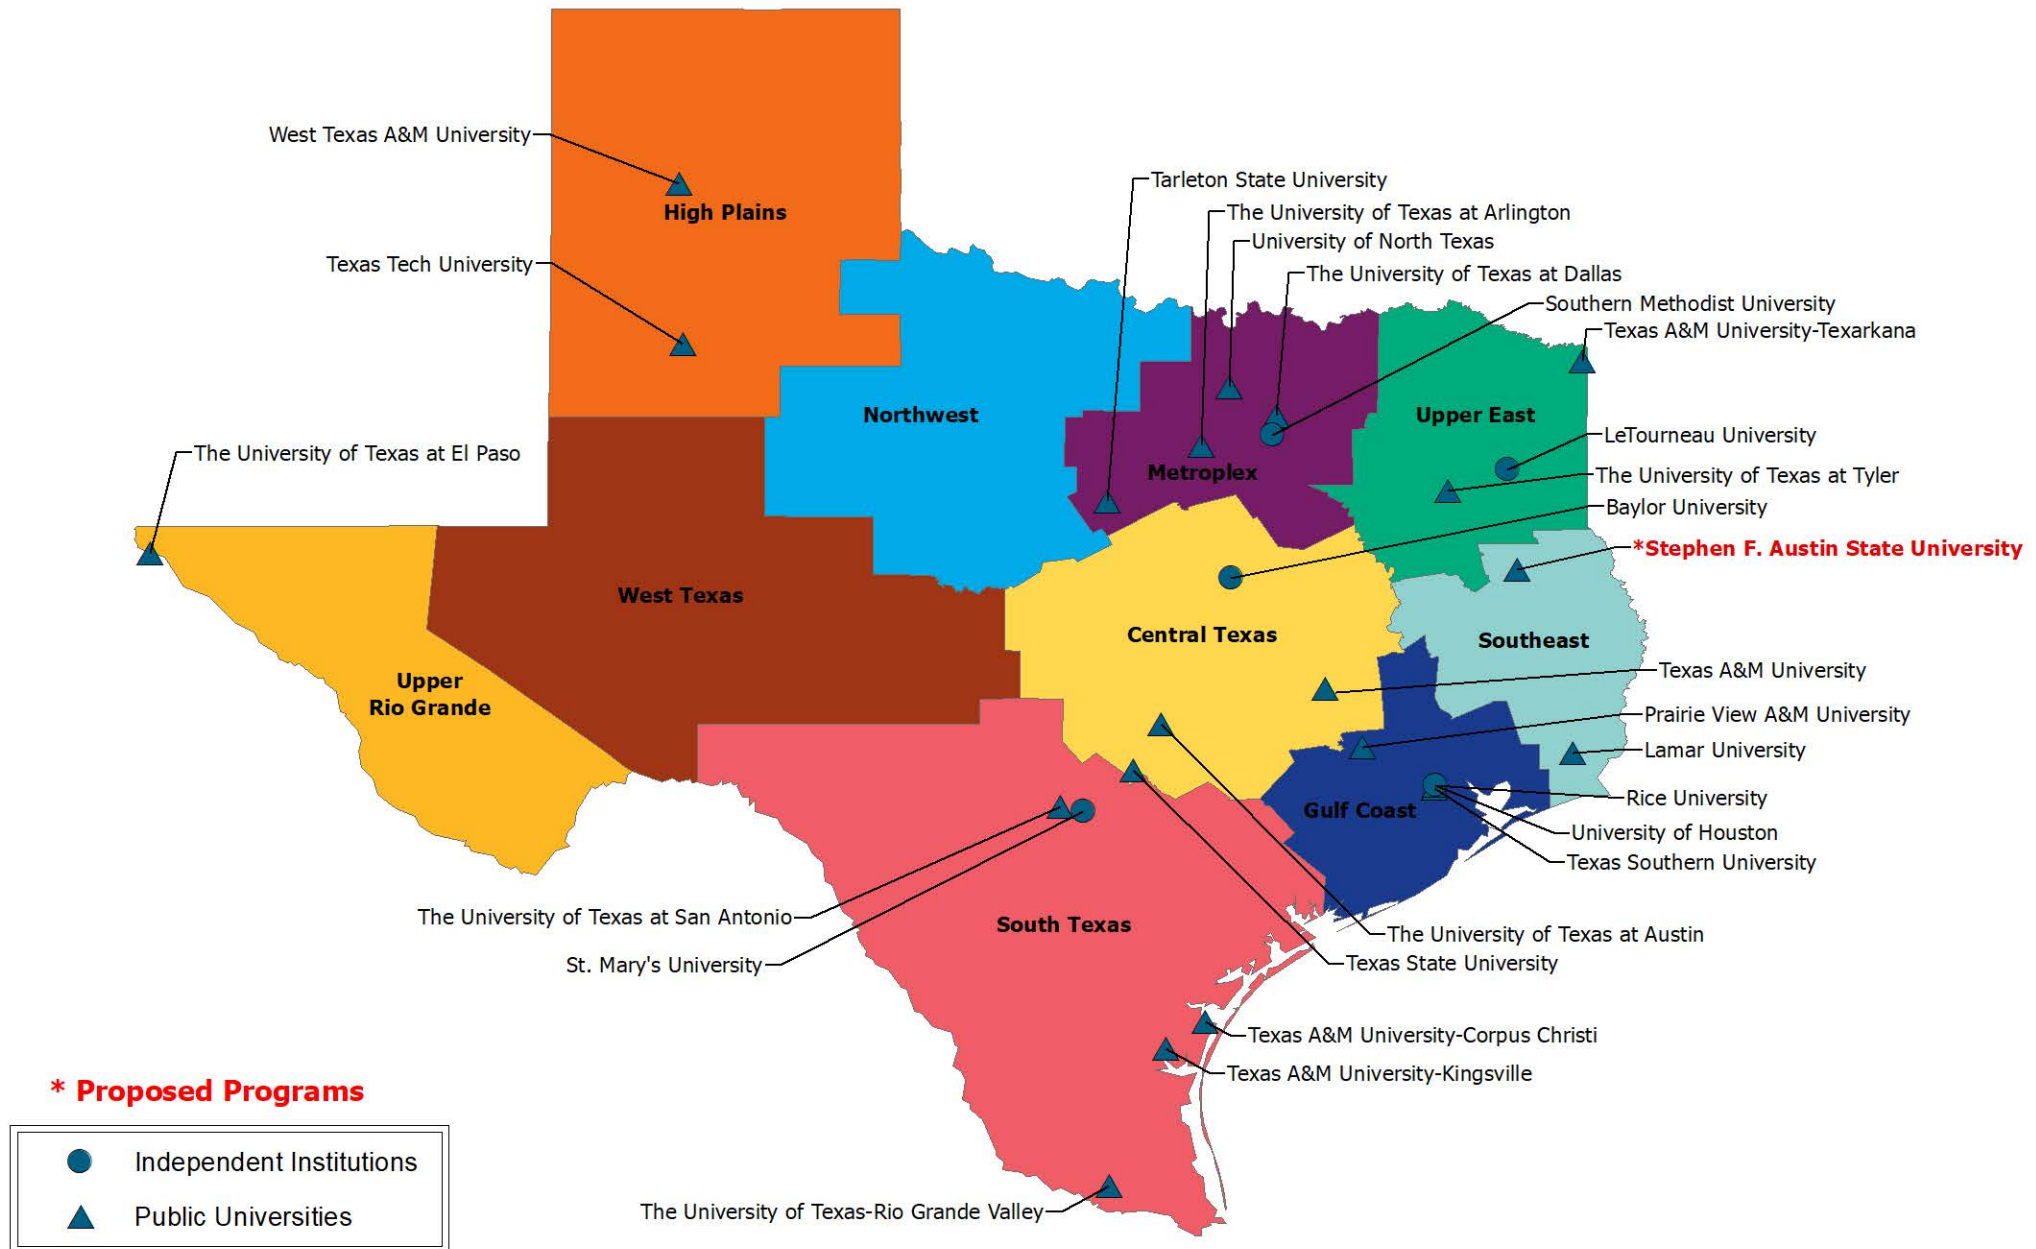 West Texas A&M University
High Plains
Texas Tech University
Tarleton State University
The University of Texas at Arlington
University of North Texas
The University of Texas at Dallas
Southern Methodist University
Texas A&M University-Texarkana
Northwest
Upper East
LeTourneau University
The University of Texas at El Paso
Metroplex
The University of Texas at Tyler
Baylor University
*Stephen F. Austin State University
West Texas
Central Texas
Southeast
Upper
Rio Grande
Texas A&M University
Prairie View A&M University
Lamar University
Rice University
Gulf Coast
University of Houston
Texas Southern University
The University of Texas at San Antonio
South Texas
The University of Texas at Austin
St. Mary's University
Texas State University
Texas A&M University-Corpus Christi
Texas A&M University-Kingsville
* Proposed Programs
Independent Institutions
Public Universities
The University of Texas-Rio Grande Valley